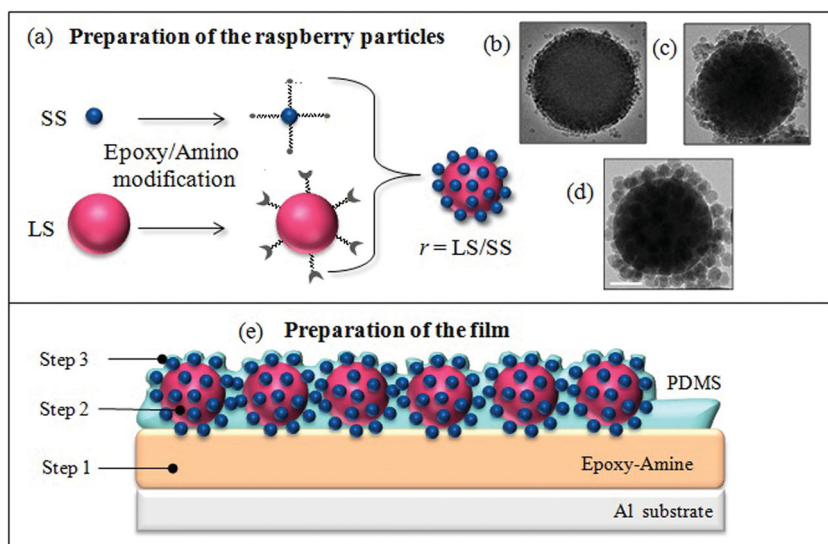 (a) Preparation of the raspberry particles
(b)
(c)
SS
Epoxy/Amino
modification
LS
r = LS/SS
(d)
(e) Preparation of the film
Step 3
PDMS
Step 2
Step 1
Epoxy-Amine
Al substrate